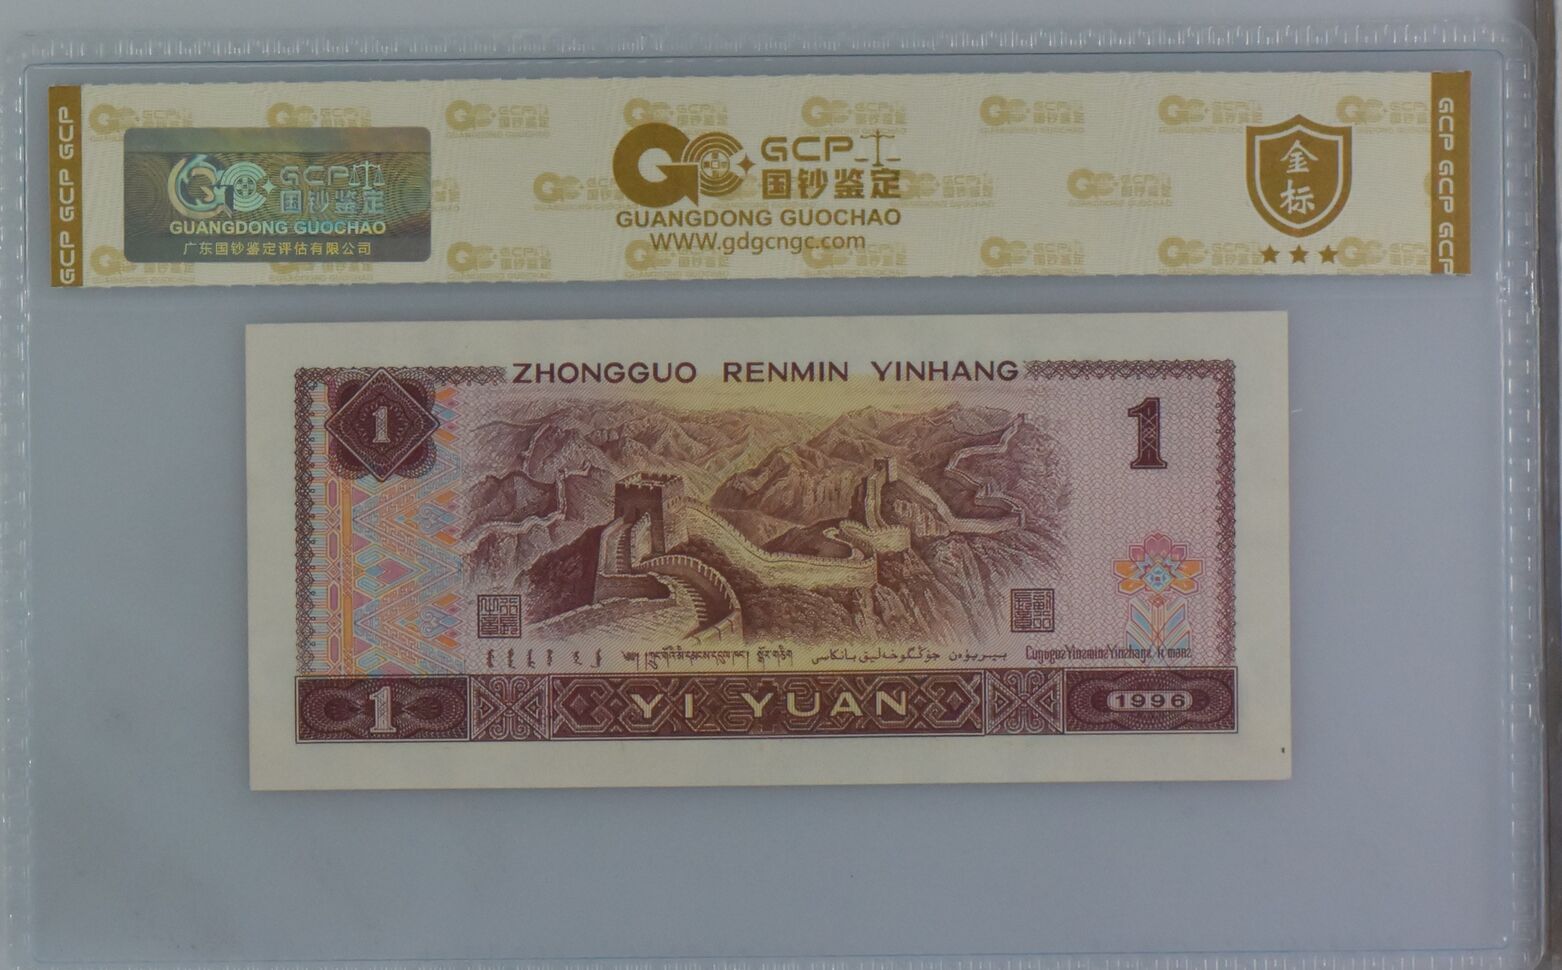 GCP GCP GCP
GCP
国钞鉴定
GUANGDONG GUOCHAO
广东国钞鉴定评估有限公司
GCP
国钞鉴定
GUANGDONG GUOCHAO
WWW.gdgcngc.com
金
标
GCP GCP GCP
ZHONGGUO RENMIN YINHANG
1
1
1
YI YUAN
1996